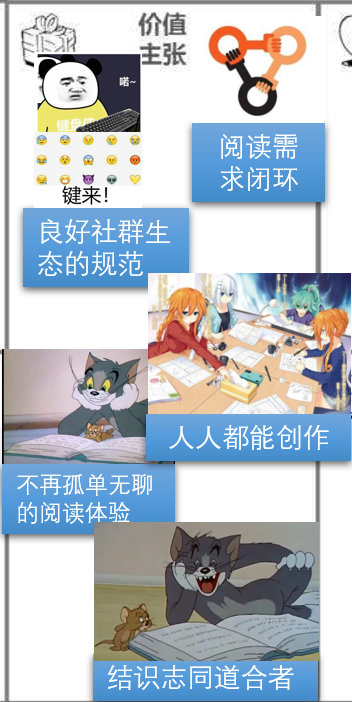 价值
主张
喏~
键来!
阅读需
求闭环
良好社群生
态的规范
人人都能创作
不再孤单无聊
的阅读体验
结识志同道合者